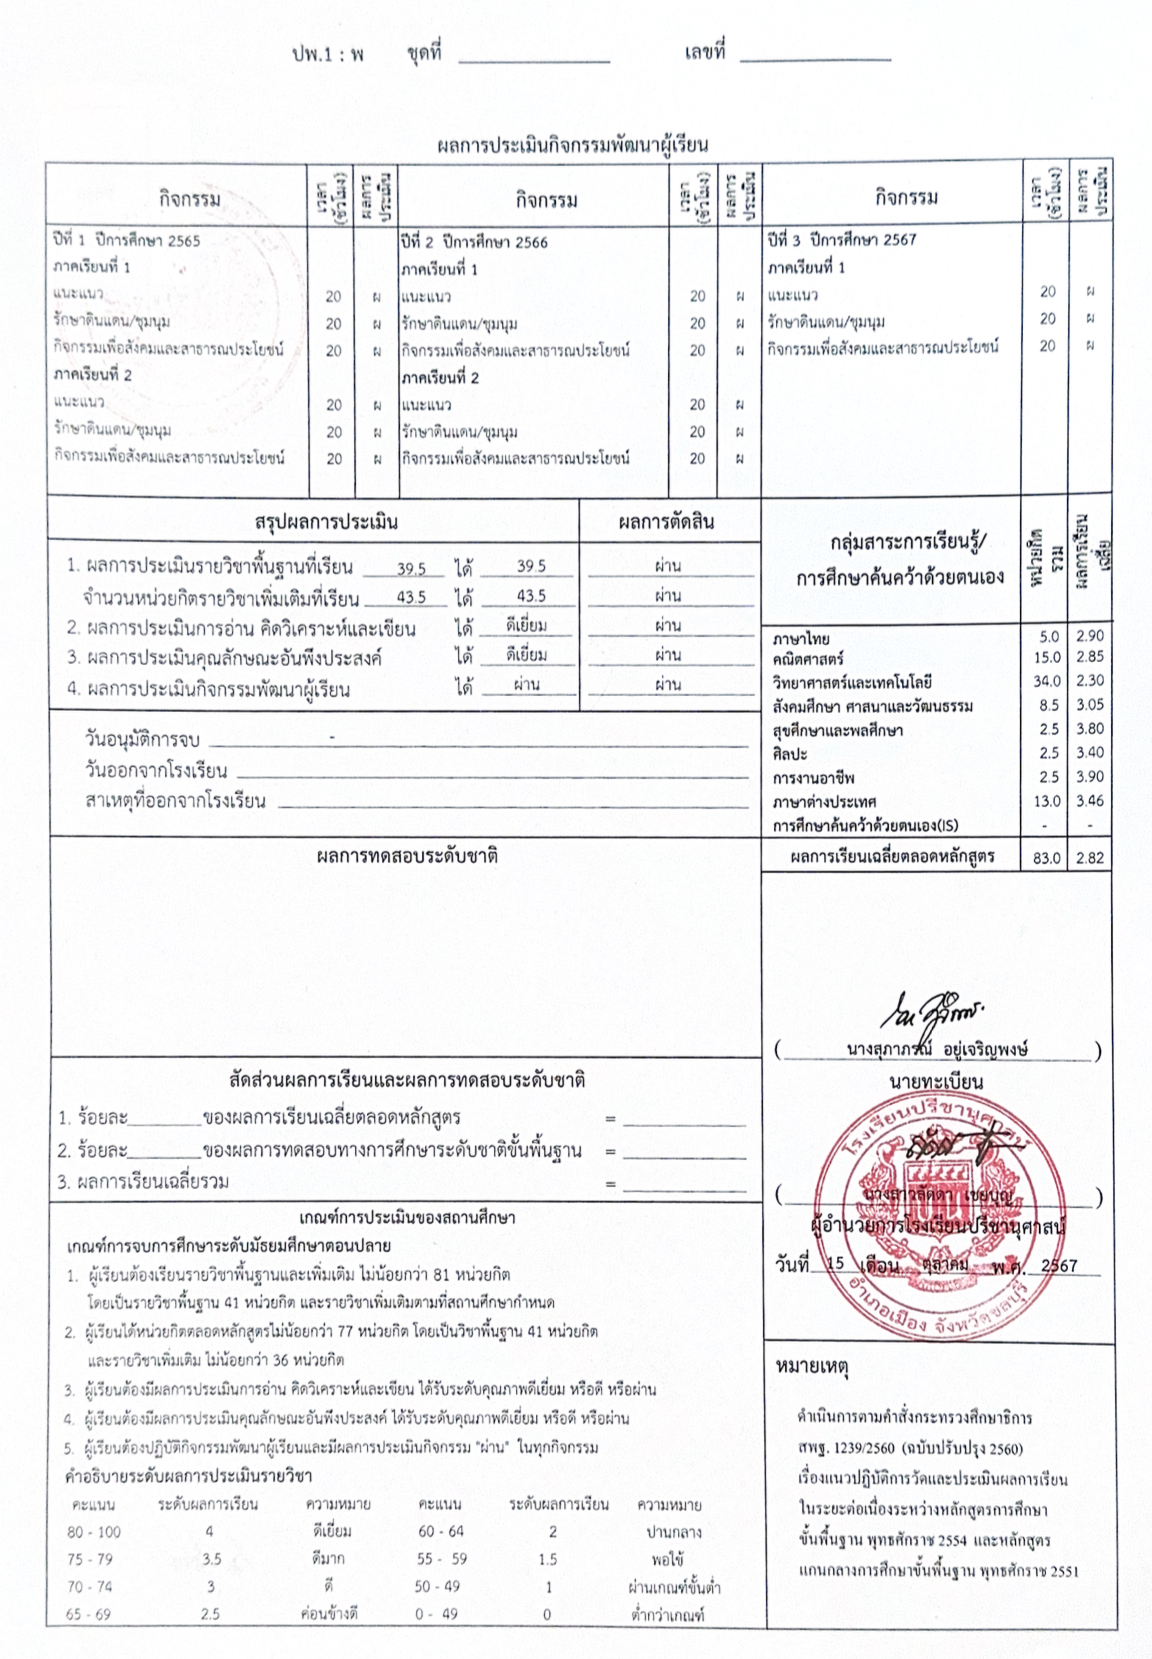 ปพ.1 : พ ชุดที่ เลขที่
ผลการประเมินกิจกรรมพัฒนาผู้เรียน
กิจกรรม เวลา (ชั่วโมง) ผลการประเมิน กิจกรรม เวลา (ชั่วโมง) ผลการประเมิน กิจกรรม เวลา (ชั่วโมง) ผลการประเมิน
ปีที่ 1 ปีการศึกษา 2565 ปีที่ 2 ปีการศึกษา 2566 ปีที่ 3 ปีการศึกษา 2567
ภาคเรียนที่ 1 ภาคเรียนที่ 1 ภาคเรียนที่ 1
แนะแนว 20 ผ แนะแนว 20 ผ แนะแนว 20 ผ
รักษาดินแดน/ชุมนุม 20 ผ รักษาดินแดน/ชุมนุม 20 ผ รักษาดินแดน/ชุมนุม 20 ผ
กิจกรรมเพื่อสังคมและสาธารณประโยชน์ 20 ผ กิจกรรมเพื่อสังคมและสาธารณประโยชน์ 20 ผ กิจกรรมเพื่อสังคมและสาธารณประโยชน์ 20 ผ
ภาคเรียนที่ 2 ภาคเรียนที่ 2
แนะแนว 20 ผ แนะแนว 20 ผ
รักษาดินแดน/ชุมนุม 20 ผ รักษาดินแดน/ชุมนุม 20 ผ
กิจกรรมเพื่อสังคมและสาธารณประโยชน์ 20 ผ กิจกรรมเพื่อสังคมและสาธารณประโยชน์ 20 ผ
สรุปผลการประเมิน ผลการตัดสิน
1. ผลการประเมินรายวิชาพื้นฐานที่เรียน 39.5 ได้ 39.5 ผ่าน
จำนวนหน่วยกิตรายวิชาเพิ่มเติมที่เรียน 43.5 ได้ 43.5 ผ่าน
2. ผลการประเมินการอ่าน คิดวิเคราะห์และเขียน ได้ ดีเยี่ยม ผ่าน
3. ผลการประเมินคุณลักษณะอันพึงประสงค์ ได้ ดีเยี่ยม ผ่าน
4. ผลการประเมินกิจกรรมพัฒนาผู้เรียน ได้ ผ่าน ผ่าน
วันอนุมัติการจบ -
วันออกจากโรงเรียน
สาเหตุที่ออกจากโรงเรียน
กลุ่มสาระการเรียนรู้/ หน่วยกิตรวม ผลการเรียนเฉลี่ย
การศึกษาค้นคว้าด้วยตนเอง
ภาษาไทย 5.0 2.90
คณิตศาสตร์ 15.0 2.85
วิทยาศาสตร์และเทคโนโลยี 34.0 2.30
สังคมศึกษา ศาสนาและวัฒนธรรม 8.5 3.05
สุขศึกษาและพลศึกษา 2.5 3.80
ศิลปะ 2.5 3.40
การงานอาชีพ 2.5 3.90
ภาษาต่างประเทศ 13.0 3.46
การศึกษาค้นคว้าด้วยตนเอง(IS) - -
ผลการเรียนเฉลี่ยตลอดหลักสูตร 83.0 2.82
ผลการทดสอบระดับชาติ
สัดส่วนผลการเรียนและผลการทดสอบระดับชาติ
1. ร้อยละ ของผลการเรียนเฉลี่ยตลอดหลักสูตร =
2. ร้อยละ ของผลการทดสอบทางการศึกษาระดับชาติขั้นพื้นฐาน =
3. ผลการเรียนเฉลี่ยรวม =
(นางสุภาภรณ์ อยู่เจริญพงษ์)
นายทะเบียน
โรงเรียนปรีชานุศาสน์
(นางสาวลัดดา เชยบุญ)
ผู้อำนวยการโรงเรียนปรีชานุศาสน์
วันที่ 15 เดือน ตุลาคม พ.ศ. 2567
อำเภอเมือง จังหวัดชลบุรี
เกณฑ์การประเมินของสถานศึกษา
เกณฑ์การจบการศึกษาระดับมัธยมศึกษาตอนปลาย
1. ผู้เรียนต้องเรียนรายวิชาพื้นฐานและเพิ่มเติม ไม่น้อยกว่า 81 หน่วยกิต
โดยเป็นรายวิชาพื้นฐาน 41 หน่วยกิต และรายวิชาเพิ่มเติมตามที่สถานศึกษากำหนด
2. ผู้เรียนได้หน่วยกิตตลอดหลักสูตรไม่น้อยกว่า 77 หน่วยกิต โดยเป็นวิชาพื้นฐาน 41 หน่วยกิต
และรายวิชาเพิ่มเติม ไม่น้อยกว่า 36 หน่วยกิต
3. ผู้เรียนต้องมีผลการประเมินการอ่าน คิดวิเคราะห์และเขียน ได้รับระดับคุณภาพดีเยี่ยม หรือดี หรือผ่าน
4. ผู้เรียนต้องมีผลการประเมินคุณลักษณะอันพึงประสงค์ ได้รับระดับคุณภาพดีเยี่ยม หรือดี หรือผ่าน
5. ผู้เรียนต้องปฏิบัติกิจกรรมพัฒนาผู้เรียนและมีผลการประเมินกิจกรรม "ผ่าน" ในทุกกิจกรรม
คำอธิบายระดับผลการประเมินรายวิชา
คะแนน ระดับผลการเรียน ความหมาย คะแนน ระดับผลการเรียน ความหมาย
80 - 100 4 ดีเยี่ยม 60 - 64 2 ปานกลาง
75 - 79 3.5 ดีมาก 55 - 59 1.5 พอใช้
70 - 74 3 ดี 50 - 49 1 ผ่านเกณฑ์ขั้นต่ำ
65 - 69 2.5 ค่อนข้างดี 0 - 49 0 ต่ำกว่าเกณฑ์
หมายเหตุ
ดำเนินการตามคำสั่งกระทรวงศึกษาธิการ
สพฐ. 1239/2560 (ฉบับปรับปรุง 2560)
เรื่องแนวปฏิบัติการวัดและประเมินผลการเรียน
ในระยะต่อเนื่องระหว่างหลักสูตรการศึกษา
ขั้นพื้นฐาน พุทธศักราช 2554 และหลักสูตร
แกนกลางการศึกษาขั้นพื้นฐาน พุทธศักราช 2551